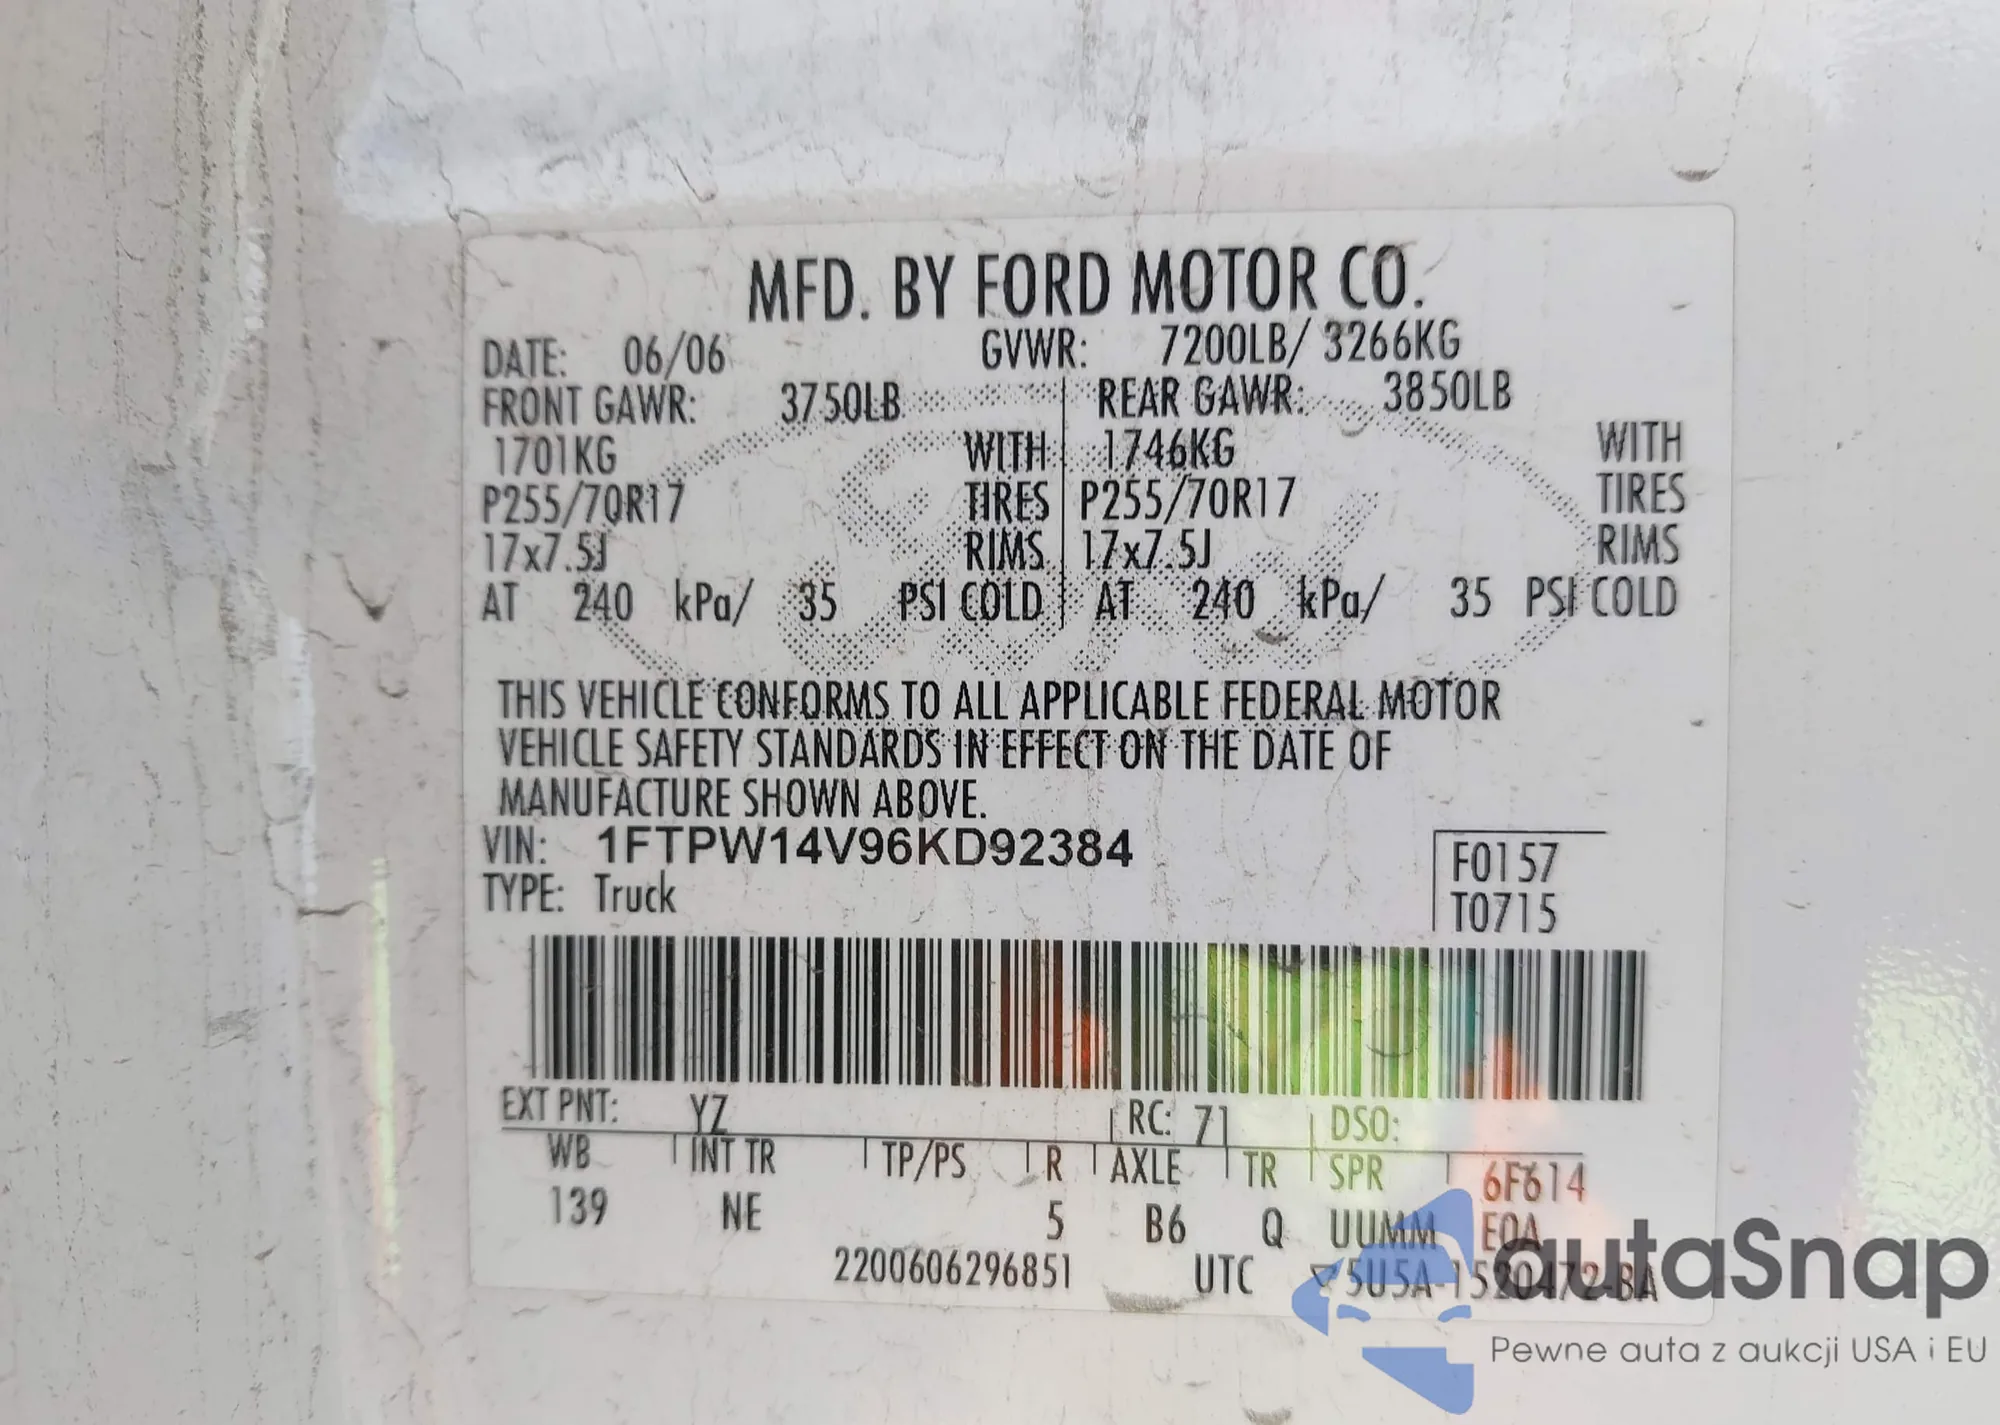 MFD. BY FORD MOTOR CO.
DATE: 06/06 GVWR: 7200LB/ 3266KG
FRONT GAWR: 3750LB REAR GAWR: 3850LB
1701KG WITH 1746KG WITH
P255/70R17 TIRES P255/70R17 TIRES
17x7.5J RIMS 17x7.5J RIMS
AT 240 kPa/ 35 PSI COLD AT 240 kPa/ 35 PSI COLD
THIS VEHICLE CONFORMS TO ALL APPLICABLE FEDERAL MOTOR
VEHICLE SAFETY STANDARDS IN EFFECT ON THE DATE OF
MANUFACTURE SHOWN ABOVE.
VIN: 1FTPW14V96KD92384
TYPE: Truck
F0157
T0715
EXT PNT: YZ RC: 71 DSO:
WB INT TR TP/PS R AXLE TR SPR 6F614
139 NE 5 B6 Q UUMM EOA
2200606296851 UTC 5U5A-1520472-BA
autaSnap
Pewne auta z aukcji USA i EU